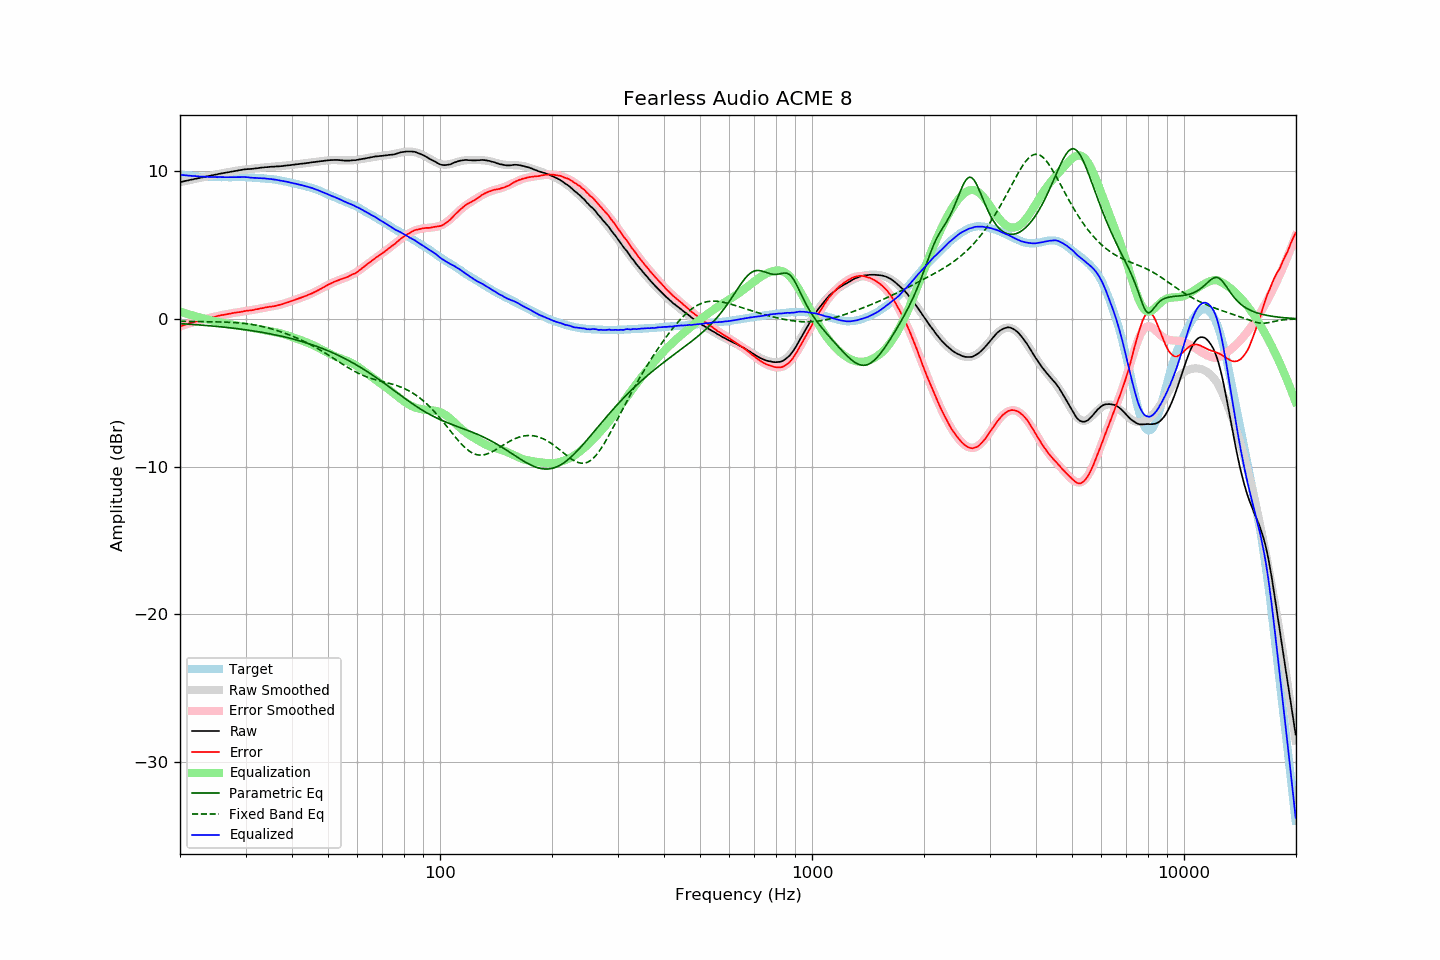 Fearless Audio ACME 8
Amplitude (dBr)
10
0
−10
−20
−30
100
1000
10000
Frequency (Hz)
Target
Raw Smoothed
Error Smoothed
Raw
Error
Equalization
Parametric Eq
Fixed Band Eq
Equalized